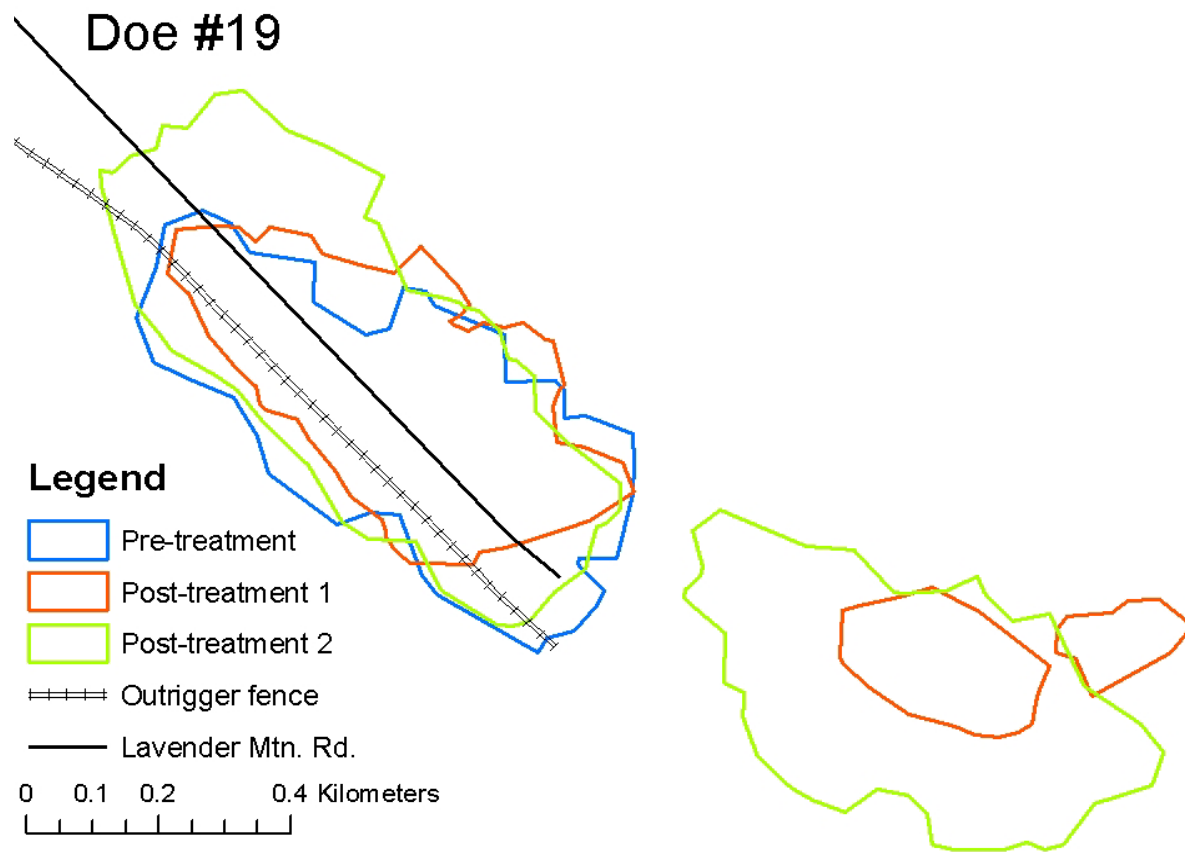 Doe #19
Legend
Pre-treatment
Post-treatment 1
Post-treatment 2
Outrigger fence
Lavender Mtn. Rd.
0 0.1 0.2 0.4 Kilometers